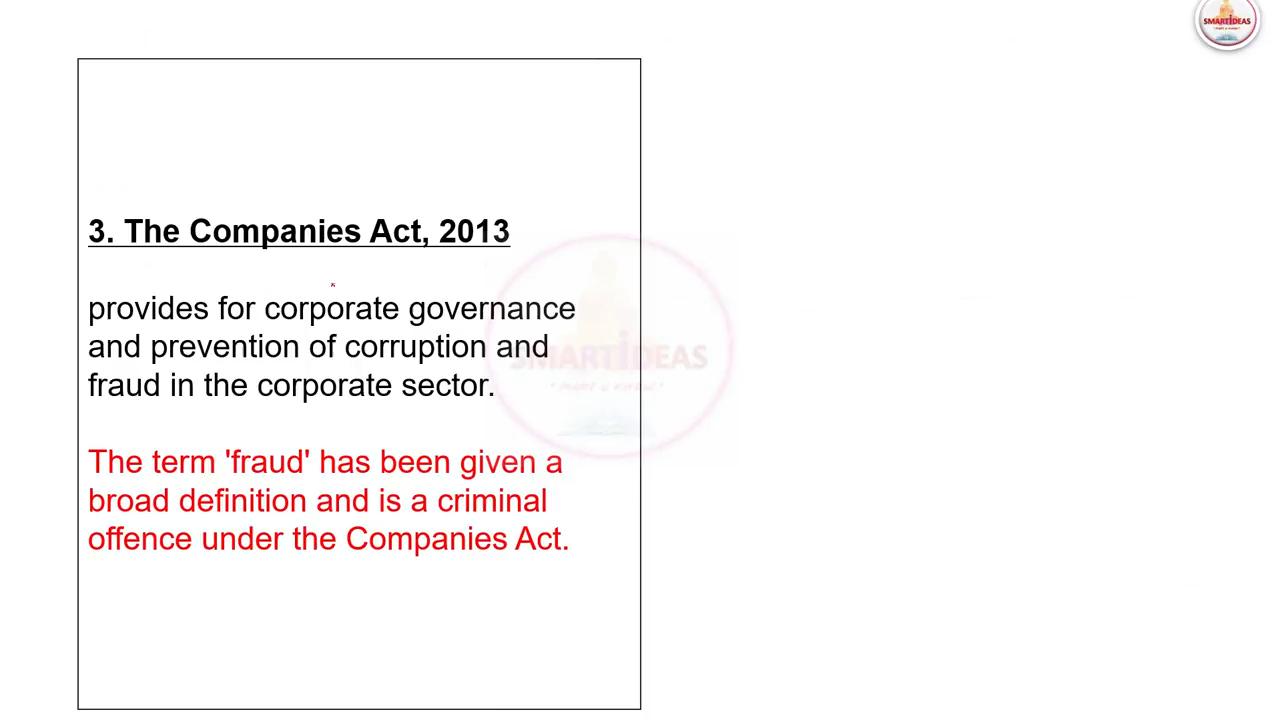 SMARTIDEAS
3. The Companies Act, 2013
provides for corporate governance
and prevention of corruption and
fraud in the corporate sector.
SMARTIDEAS
The term 'fraud' has been given a
broad definition and is a criminal
offence under the Companies Act.